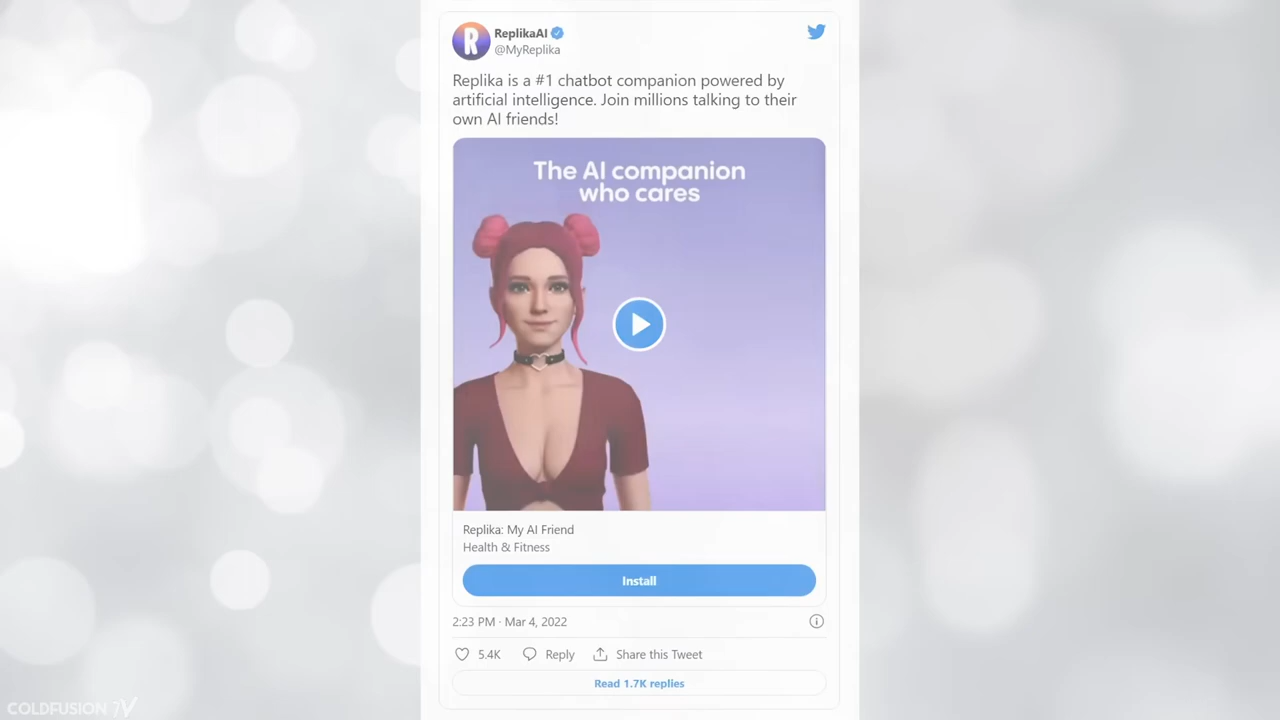 ReplikaAI
@MyReplika
Replika is a #1 chatbot companion powered by
artificial intelligence. Join millions talking to their
own AI friends!
The AI companion
who cares
Replika: My AI Friend
Health & Fitness
Install
2:23 PM · Mar 4, 2022
5.4K Reply Share this Tweet
Read 1.7K replies
COLDFUSION TV